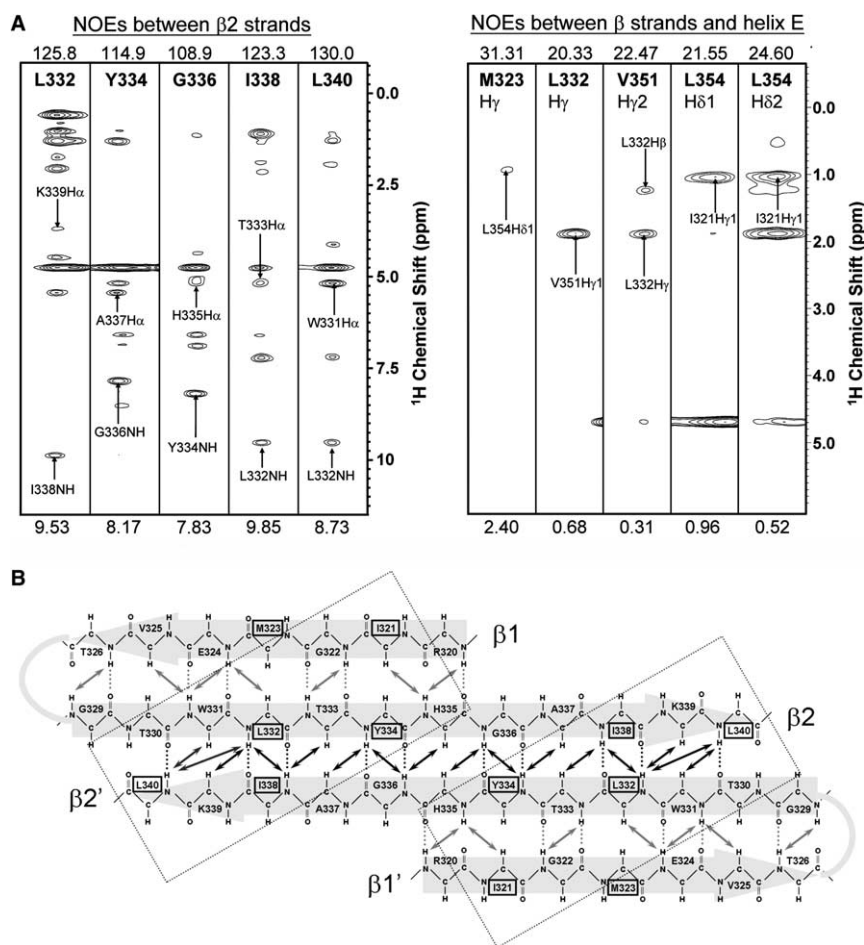 A
NOEs between β2 strands
125.8 114.9 108.9 123.3 130.0
L332 Y334 G336 I338 L340
0.0
2.5
5.0
7.5
10
¹H Chemical Shift (ppm)
K339Hα
T333Hα
A337Hα
H335Hα
W331Hα
G336NH
Y334NH
L332NH
L332NH
I338NH
9.53 8.17 7.83 9.85 8.73
NOEs between β strands and helix E
31.31 20.33 22.47 21.55 24.60
M323 L332 V351 L354 L354
Hγ Hγ Hγ2 Hδ1 Hδ2
0.0
1.0
2.0
3.0
4.0
5.0
¹H Chemical Shift (ppm)
L332Hβ
L354Hδ1
I321Hγ1
I321Hγ1
V351Hγ1
L332Hγ
2.40 0.68 0.31 0.96 0.52
B
T326 V325 E324 M323 G322 I321 R320
β1
G329 T330 W331 L332 T333 Y334 H335 G336 A337 I338 K339 L340
β2
β2'
L340 K339 I338 A337 G336 H335 Y334 T333 L332 W331 T330 G329
β1'
R320 I321 G322 M323 E324 V325 T326